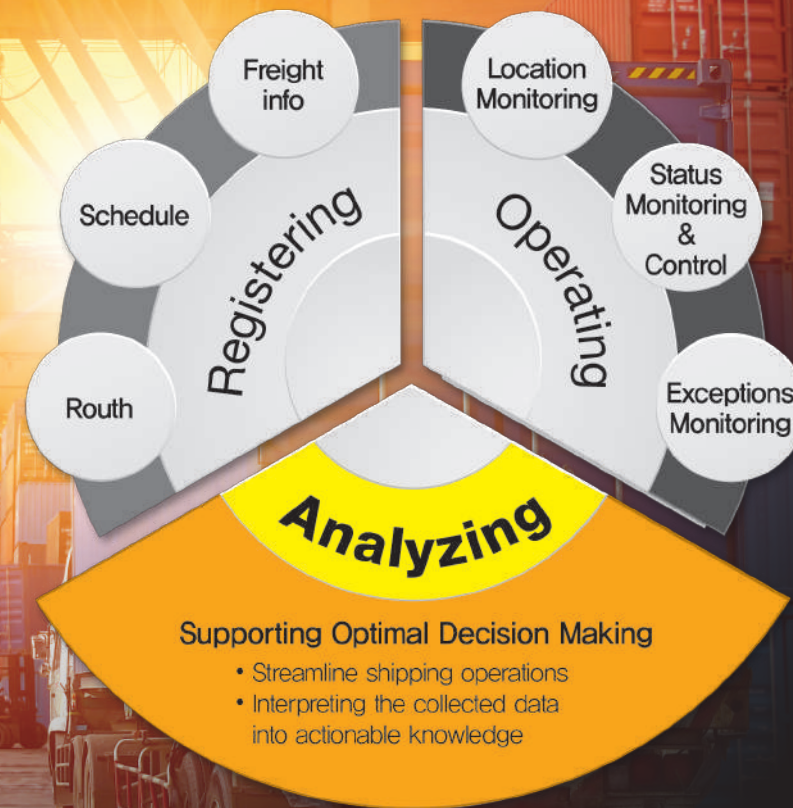 Freight
info
Schedule
Routh
Registering
Location
Monitoring
Status
Monitoring
&
Control
Exceptions
Monitoring
Operating
Analyzing
Supporting Optimal Decision Making
• Streamline shipping operations
• Interpreting the collected data
into actionable knowledge